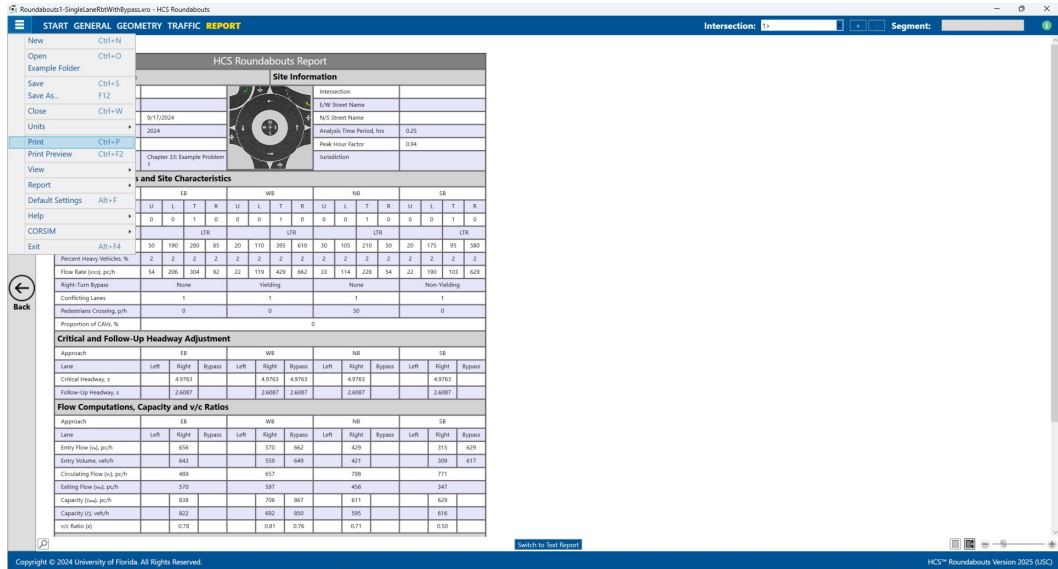 Roundabouts1-SingleLaneRbtWithBypass.xro - HCS Roundabouts
START GENERAL GEOMETRY TRAFFIC REPORT Intersection: 1> Segment:
New Ctrl+N
Open Ctrl+O
Example Folder
Save Ctrl+S
Save As... F12
Close Ctrl+W
Units
Print Ctrl+P
Print Preview Ctrl+F2
View
Report
Default Settings Alt+F
Help
CORSIM
Exit Alt+F4
Back
HCS Roundabouts Report
Site Information
Intersection
E/W Street Name
9/17/2024 N/S Street Name
2024 Analysis Time Period, hrs 0.25
Peak Hour Factor 0.94
Chapter 33: Example Problem 1 Jurisdiction
s and Site Characteristics
EB WB NB SB
U L T R U L T R U L T R U L T R
0 0 1 0 0 0 1 0 0 0 1 0 0 0 1 0
LTR LTR LTR LTR
50 190 280 85 20 110 395 610 30 105 210 50 20 175 95 580
Percent Heavy Vehicles, % 2 2 2 2 2 2 2 2 2 2 2 2 2 2 2 2
Flow Rate (vPCE), pc/h 54 206 304 92 22 119 429 662 33 114 228 54 22 190 103 629
Right-Turn Bypass None Yielding None Non-Yielding
Conflicting Lanes 1 1 1 1
Pedestrians Crossing, p/h 0 0 50 0
Proportion of CAVs, % 0
Critical and Follow-Up Headway Adjustment
Approach EB WB NB SB
Lane Left Right Bypass Left Right Bypass Left Right Bypass Left Right Bypass
Critical Headway, s 4.9763 4.9763 4.9763 4.9763 4.9763
Follow-Up Headway, s 2.6087 2.6087 2.6087 2.6087 2.6087
Flow Computations, Capacity and v/c Ratios
Approach EB WB NB SB
Lane Left Right Bypass Left Right Bypass Left Right Bypass Left Right Bypass
Entry Flow (ve), pc/h 656 570 662 429 315 629
Entry Volume, veh/h 643 559 649 421 309 617
Circulating Flow (vc), pc/h 489 657 798 771
Exiting Flow (vex), pc/h 570 597 456 347
Capacity (cpce), pc/h 838 706 867 611 629
Capacity (c), veh/h 822 692 850 595 616
v/c Ratio (x) 0.78 0.81 0.76 0.71 0.50
Switch to Text Report
Copyright © 2024 University of Florida. All Rights Reserved. HCS™ Roundabouts Version 2025 (USC)